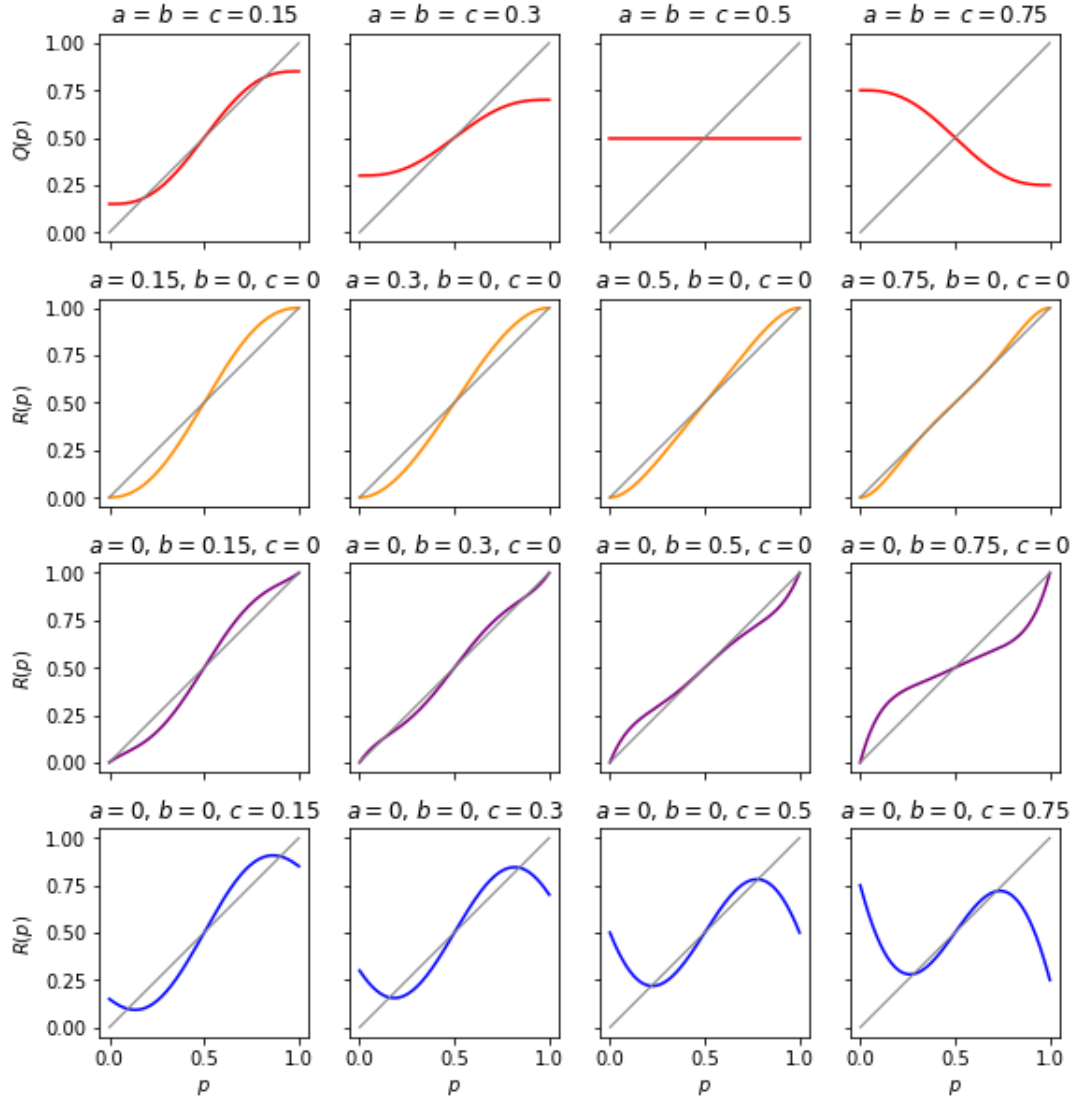 a = b = c = 0.15 a = b = c = 0.3 a = b = c = 0.5 a = b = c = 0.75
1.00
0.75
0.50
0.25
0.00
Q(p)
a = 0.15, b = 0, c = 0 a = 0.3, b = 0, c = 0 a = 0.5, b = 0, c = 0 a = 0.75, b = 0, c = 0
1.00
0.75
0.50
0.25
0.00
R(p)
a = 0, b = 0.15, c = 0 a = 0, b = 0.3, c = 0 a = 0, b = 0.5, c = 0 a = 0, b = 0.75, c = 0
1.00
0.75
0.50
0.25
0.00
R(p)
a = 0, b = 0, c = 0.15 a = 0, b = 0, c = 0.3 a = 0, b = 0, c = 0.5 a = 0, b = 0, c = 0.75
1.00
0.75
0.50
0.25
0.00
R(p)
0.0 0.5 1.0 0.0 0.5 1.0 0.0 0.5 1.0 0.0 0.5 1.0
p p p p